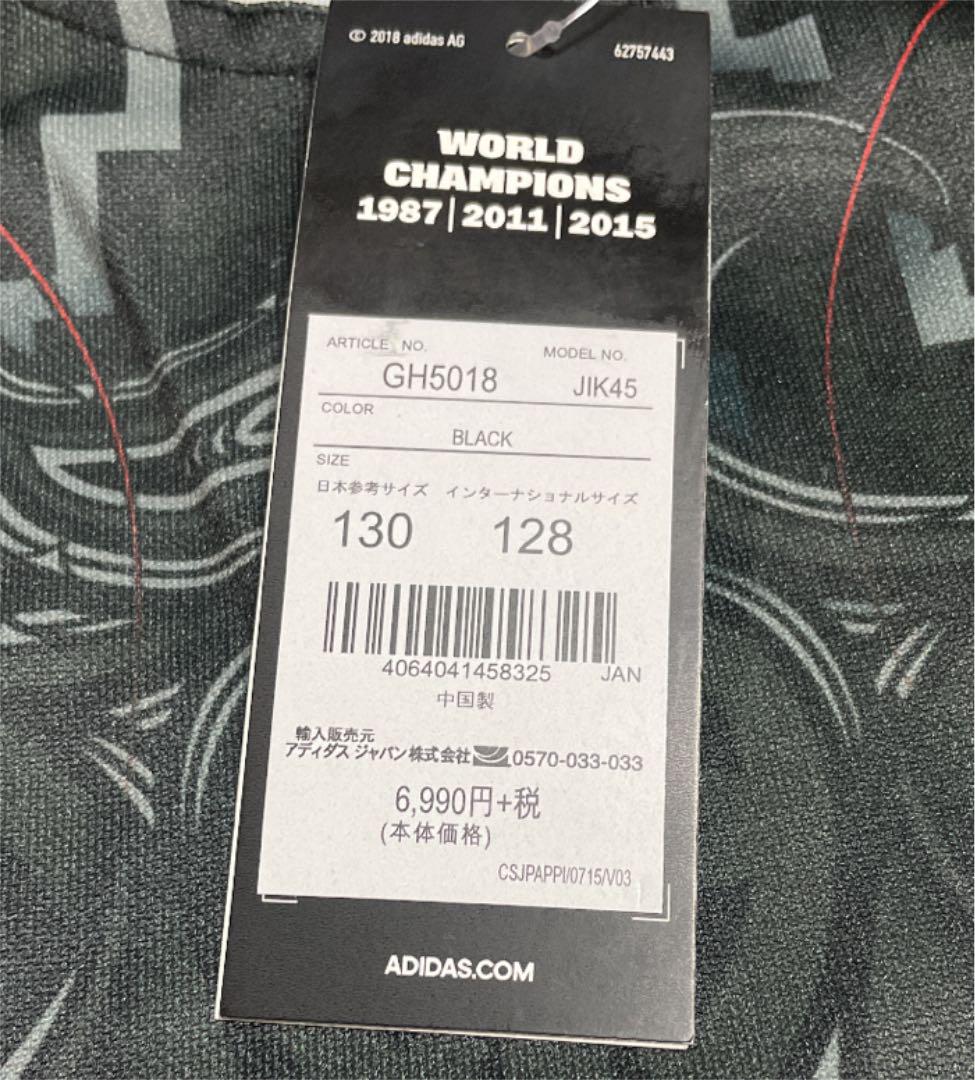 © 2018 adidas AG
62757443
WORLD
CHAMPIONS
1987|2011|2015
ARTICLE NO.
MODEL NO.
GH5018
JIK45
COLOR
BLACK
SIZE
日本参考サイズ インターナショナルサイズ
130 128
4064041458325 JAN
中国製
輸入販売元
アディダス ジャパン株式会社 0570-033-033
6,990円+税
(本体価格)
CSJPAPPI/0715/V03
ADIDAS.COM